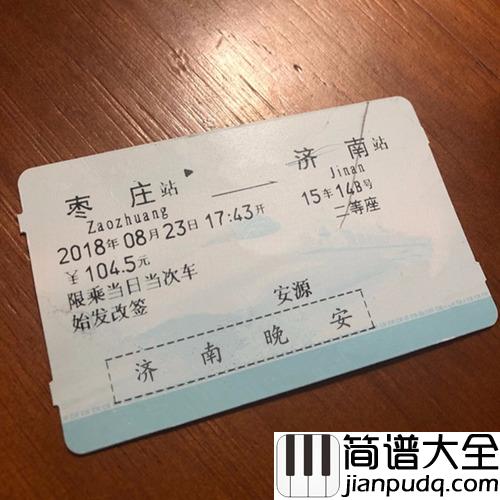 枣 庄站
Zaozhuang
济 南站
Jinan
2018年08月23日17:43开
15车14B号
¥104.5元
二等座
限乘当日当次车
始发改签
安源
济南晚安
简谱大全
jianpudq.com